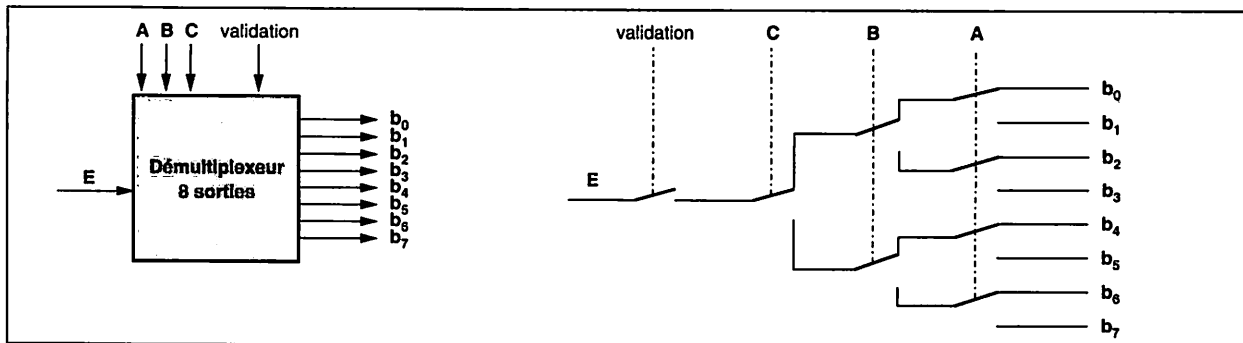 A B C validation
E
Démultiplexeur
8 sorties
b0
b1
b2
b3
b4
b5
b6
b7
validation C B A
E
b0
b1
b2
b3
b4
b5
b6
b7